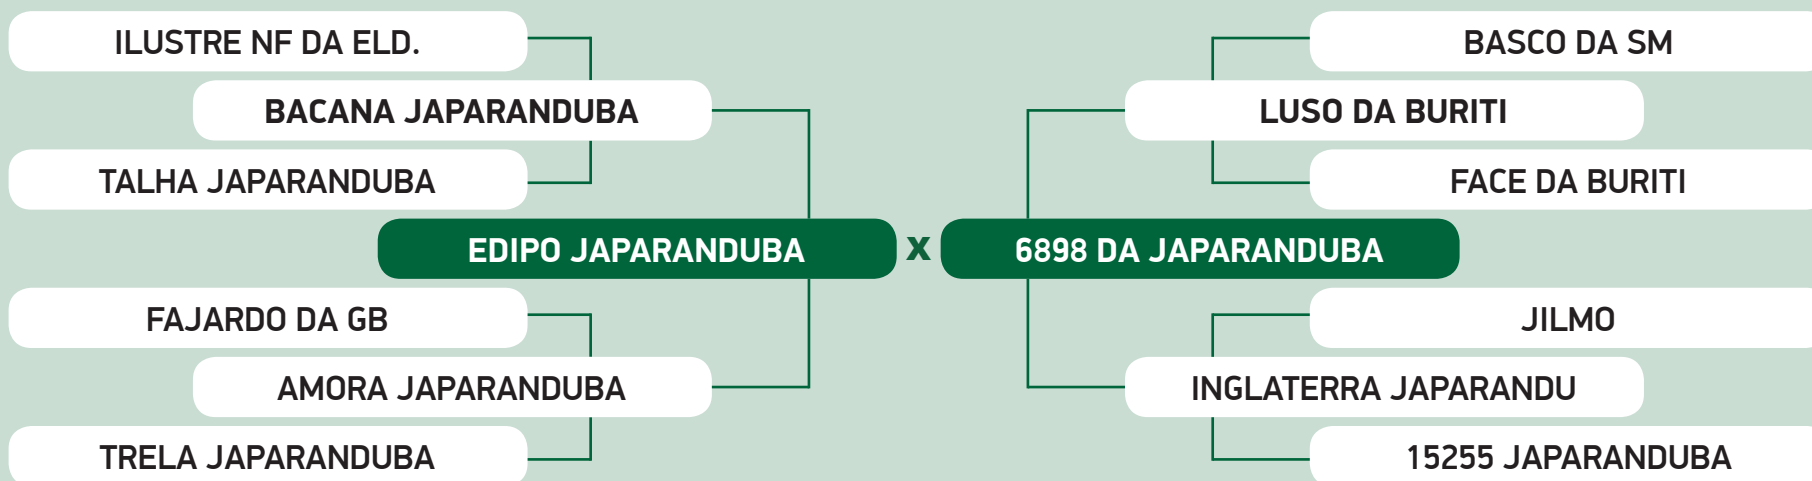 ILUSTRE NF DA ELD.
BASCO DA SM
BACANA JAPARANDUBA
LUSO DA BURITI
TALHA JAPARANDUBA
FACE DA BURITI
EDIPO JAPARANDUBA x 6898 DA JAPARANDUBA
FAJARDO DA GB
JILMO
AMORA JAPARANDUBA
INGLATERRA JAPARANDU
TRELA JAPARANDUBA
15255 JAPARANDUBA